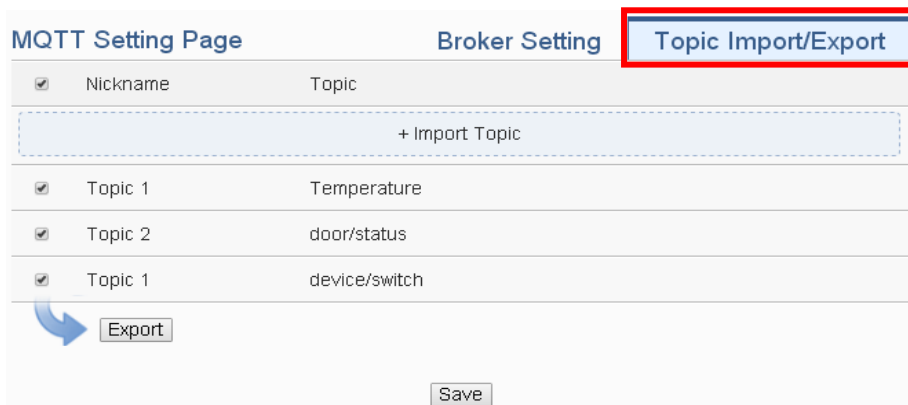 MQTT Setting Page Broker Setting Topic Import/Export
Nickname Topic
+ Import Topic
Topic 1 Temperature
Topic 2 door/status
Topic 1 device/switch
Export
Save